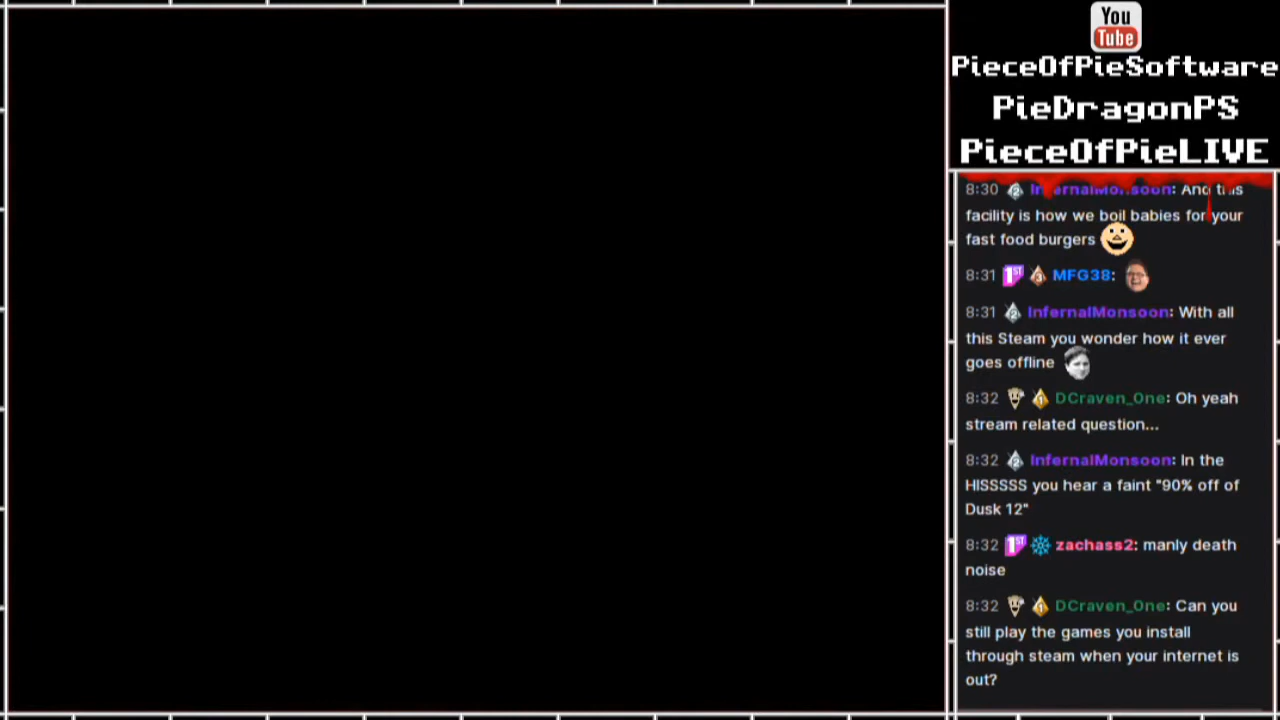 You
Tube
PieceOfPieSoftware
PieDragonPS
PieceOfPieLIVE
8:30 InfernalMonsoon: And this
facility is how we boil babies for your
fast food burgers
8:31 1ST MFG38:
8:31 InfernalMonsoon: With all
this Steam you wonder how it ever
goes offline
8:32 DCraven_One: Oh yeah
stream related question...
8:32 InfernalMonsoon: In the
HISSSSS you hear a faint "90% off of
Dusk 12"
8:32 1ST zachass2: manly death
noise
8:32 DCraven_One: Can you
still play the games you install
through steam when your internet is
out?